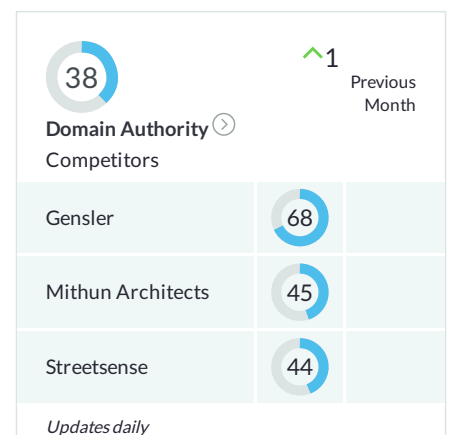 38
1
Previous
Month
Domain Authority
Competitors
Gensler 68
Mithun Architects 45
Streetsense 44
Updates daily